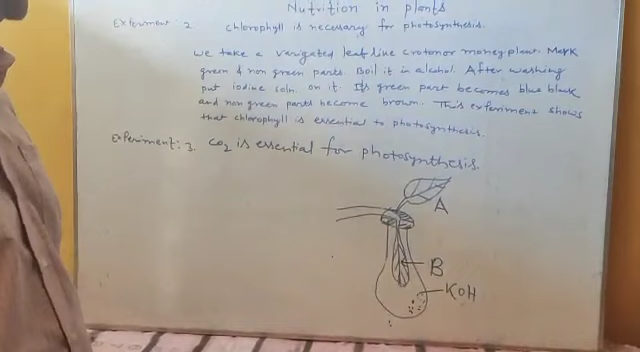 Nutrition in plants
Experiment 2 chlorophyll is necessary for photosynthesis.
we take a varigated leaf like crotonor moneyplant. Mark
green & non green parts. Boil it in alcohol. After washing
put iodine soln. on it. Its green part becomes blue black
and non green parts become brown. This experiment shows
that chlorophyll is essential to photosynthesis.
Experiment: 3. CO2 is essential for photosynthesis.
A
B
KOH